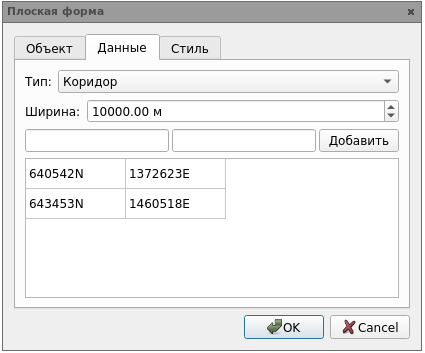 Плоская форма
Объект Данные Стиль
Тип: Коридор
Ширина: 10000.00 м
Добавить
640542N 1372623E
643453N 1460518E
OK Cancel